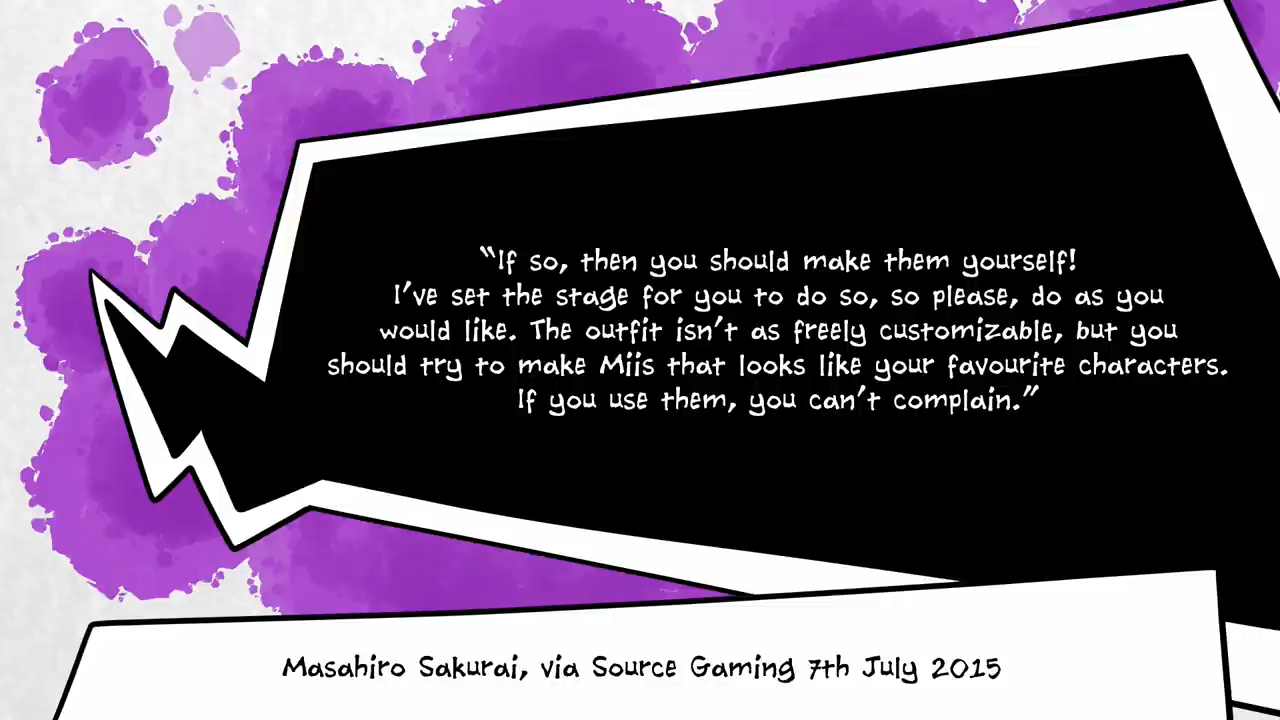 “If so, then you should make them yourself!
I’ve set the stage for you to do so, so please, do as you
would like. The outfit isn’t as freely customizable, but you
should try to make Miis that looks like your favourite characters.
If you use them, you can’t complain.”
Masahiro Sakurai, via Source Gaming 7th July 2015